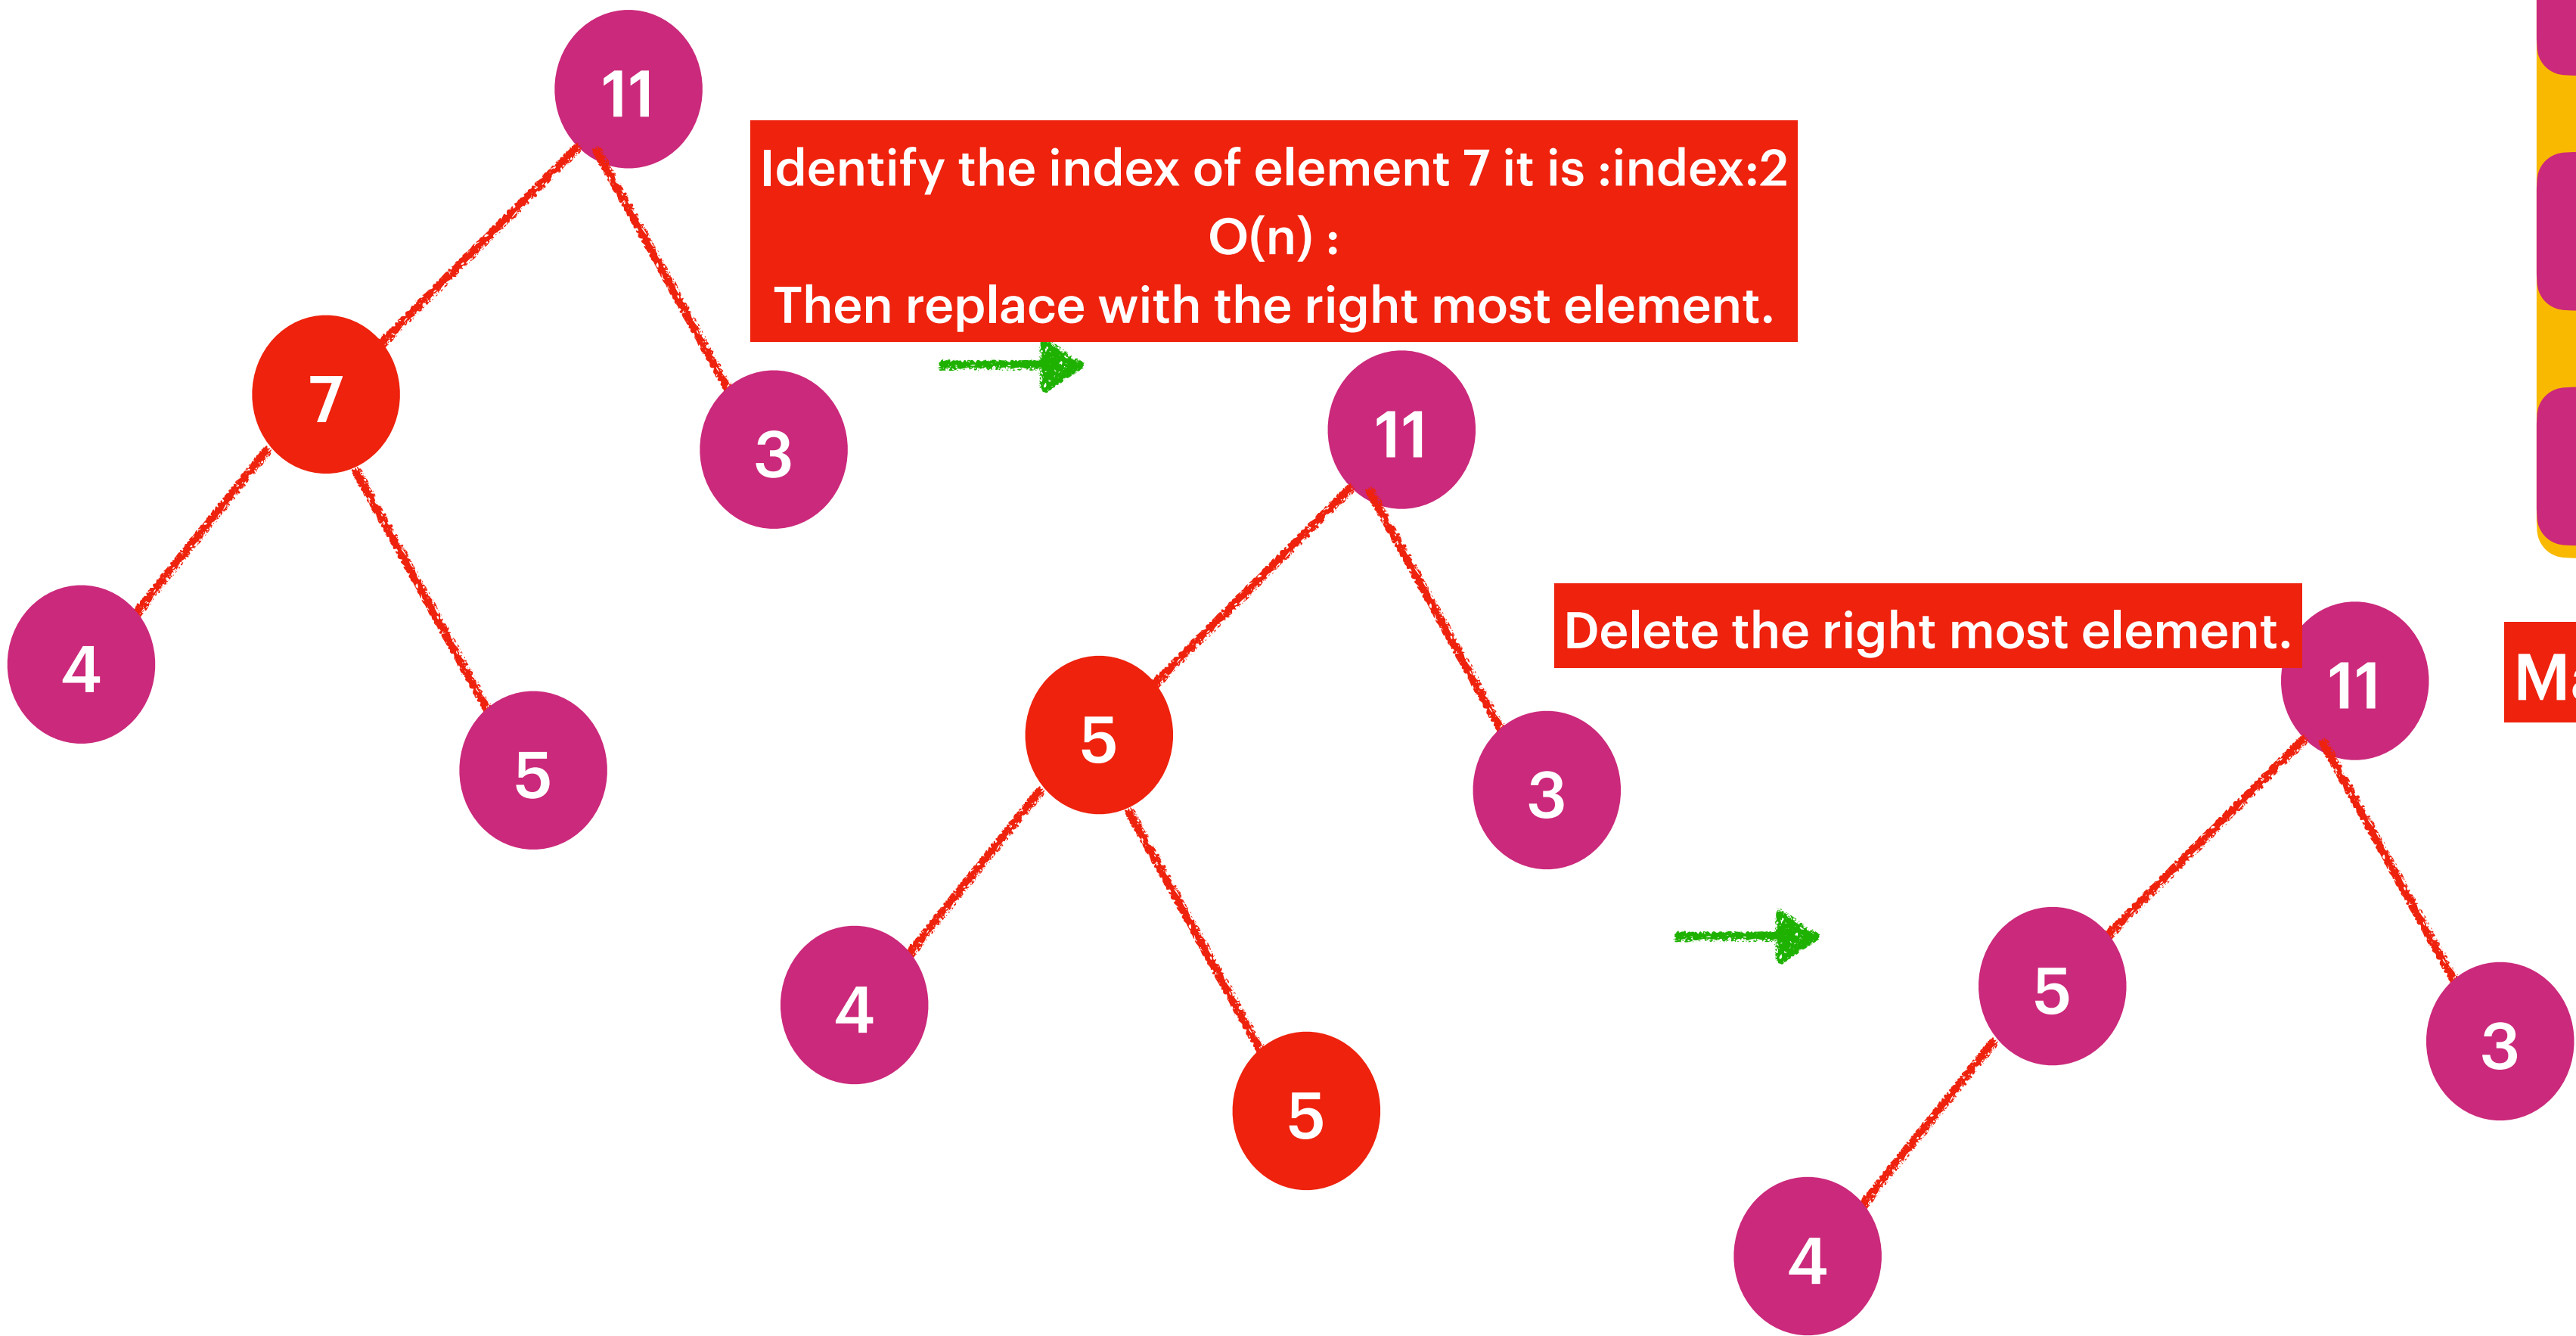 11
Identify the index of element 7 it is :index:2
O(n) :
Then replace with the right most element.
7
3
4
5
11
5
3
4
5
Delete the right most element.
11
Ma
5
3
4